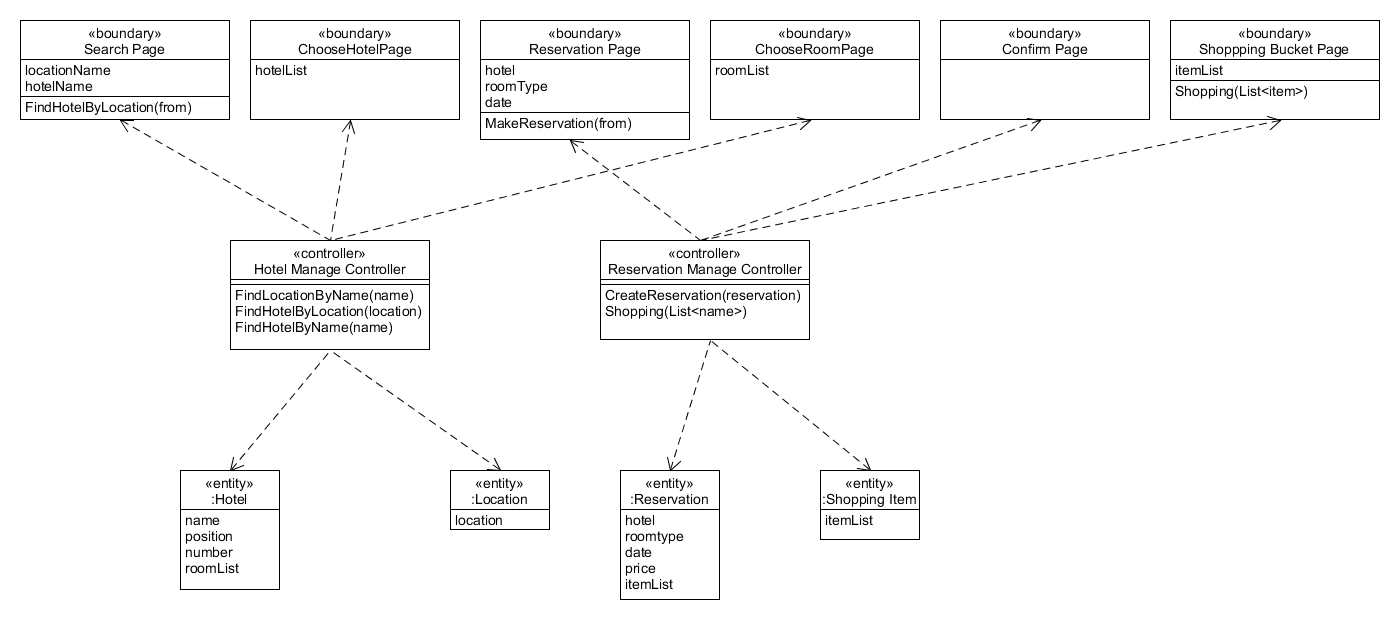 «boundary»
Search Page
locationName
hotelName
FindHotelByLocation(from)
«boundary»
ChooseHotelPage
hotelList
«boundary»
Reservation Page
hotel
roomType
date
MakeReservation(from)
«boundary»
ChooseRoomPage
roomList
«boundary»
Confirm Page
«boundary»
Shoppping Bucket Page
itemList
Shopping(List<item>)
«controller»
Hotel Manage Controller
FindLocationByName(name)
FindHotelByLocation(location)
FindHotelByName(name)
«controller»
Reservation Manage Controller
CreateReservation(reservation)
Shopping(List<name>)
«entity»
:Hotel
name
position
number
roomList
«entity»
:Location
location
«entity»
:Reservation
hotel
roomtype
date
price
itemList
«entity»
:Shopping Item
itemList